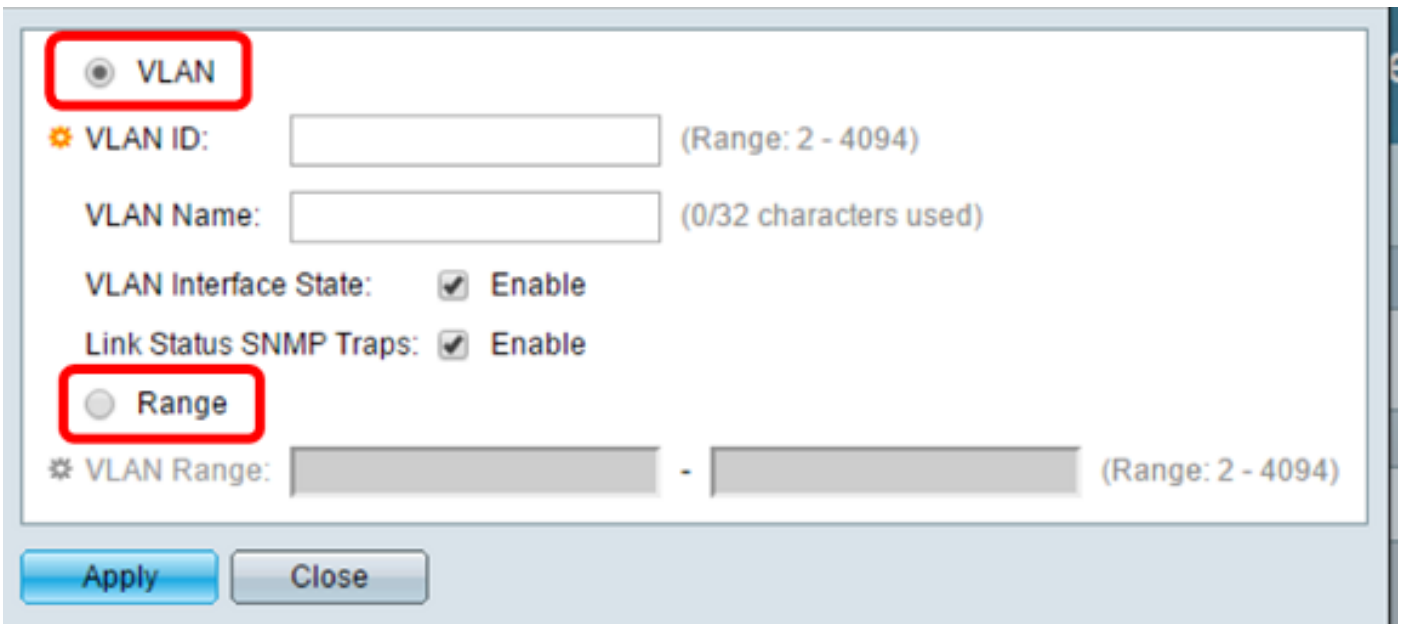 VLAN
VLAN ID: (Range: 2 - 4094)
VLAN Name: (0/32 characters used)
VLAN Interface State: Enable
Link Status SNMP Traps: Enable
Range
VLAN Range: - (Range: 2 - 4094)
Apply Close